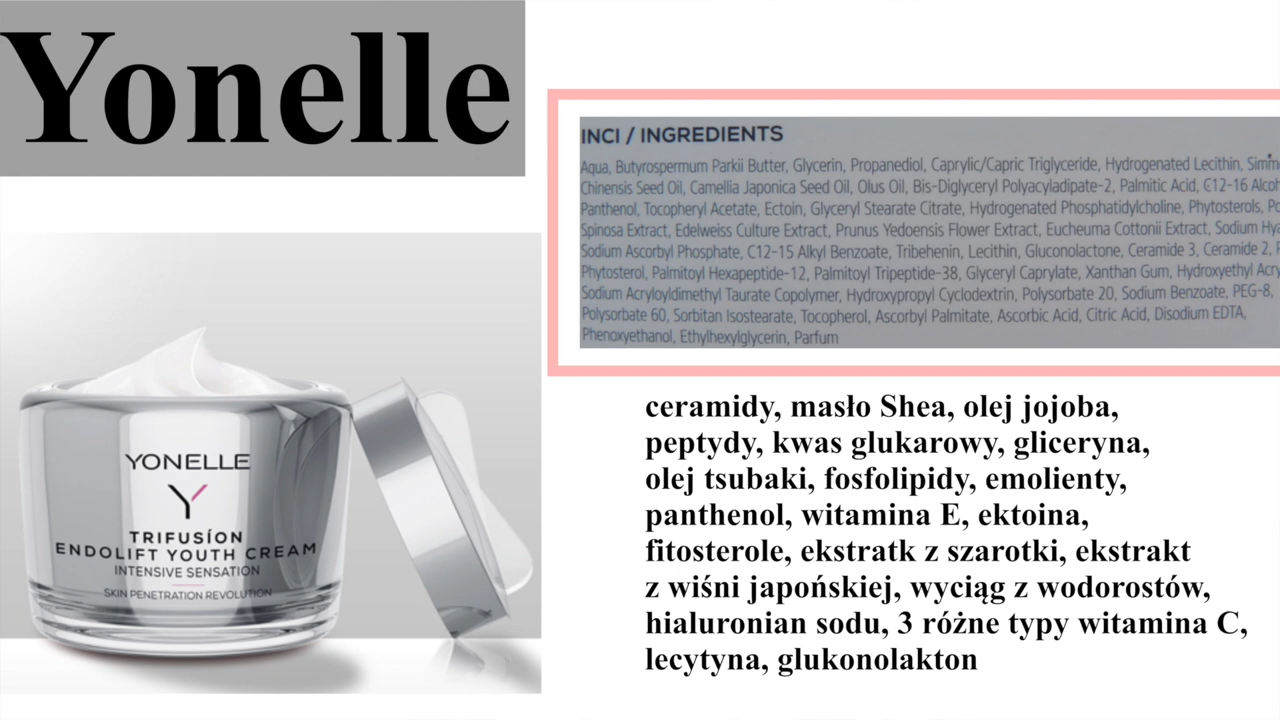 Yonelle
INCI / INGREDIENTS
Aqua, Butyrospermum Parkii Butter, Glycerin, Propanediol, Caprylic/Capric Triglyceride, Hydrogenated Lecithin,
Chinensis Seed Oil, Camellia Japonica Seed Oil, Olus Oil, Bis-Diglyceryl Polyacyladipate-2, Palmitic Acid, C12-16
Panthenol, Tocopheryl Acetate, Ectoin, Glyceryl Stearate Citrate, Hydrogenated Phosphatidylcholine, Phytosterols,
Spinosa Extract, Edelweiss Culture Extract, Prunus Yedoensis Flower Extract, Eucheuma Cottonii Extract, Sodium
Sodium Ascorbyl Phosphate, C12-15 Alkyl Benzoate, Tribehenin, Lecithin, Gluconolactone, Ceramide 3, Ceramide 2,
Phytosterol, Palmitoyl Hexapeptide-12, Palmitoyl Tripeptide-38, Glyceryl Caprylate, Xanthan Gum, Hydroxyethyl
Sodium Acryloyldimethyl Taurate Copolymer, Hydroxypropyl Cyclodextrin, Polysorbate 20, Sodium Benzoate, PEG-8,
Polysorbate 60, Sorbitan Isostearate, Tocopherol, Ascorbyl Palmitate, Ascorbic Acid, Citric Acid, Disodium EDTA,
Phenoxyethanol, Ethylhexylglycerin, Parfum
YONELLE
Y
TRIFUSÍON
ENDOLIFT YOUTH CREAM
INTENSIVE SENSATION
SKIN PENETRATION REVOLUTION
ceramidy, masło Shea, olej jojoba,
peptydy, kwas glukarowy, gliceryna,
olej tsubaki, fosfolipidy, emolienty,
panthenol, witamina E, ektoina,
fitosterole, ekstratk z szarotki, ekstrakt
z wiśni japońskiej, wyciąg z wodorostów,
hialuronian sodu, 3 różne typy witamina C,
lecytyna, glukonolakton